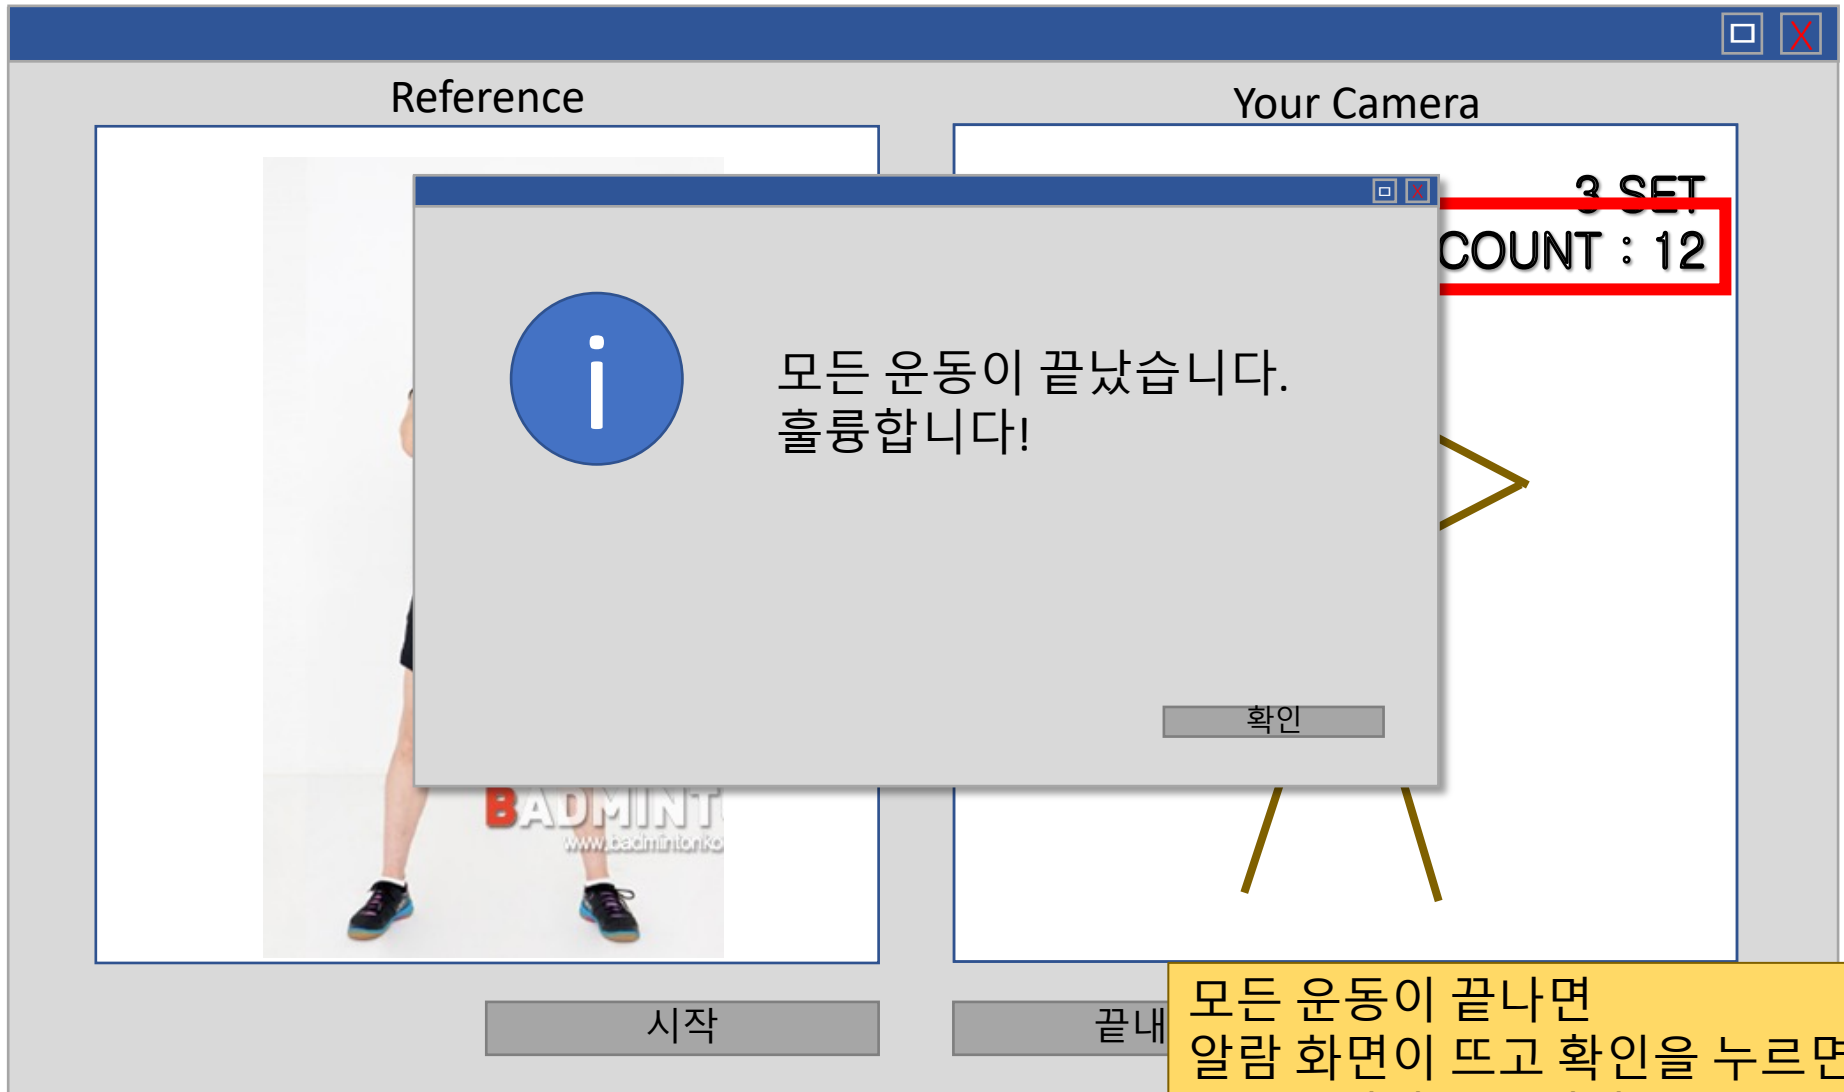 Reference
Your Camera
3 SET
COUNT : 12
i
모든 운동이 끝났습니다.
훌륭합니다!
확인
BADMINT
www.badmintonko
시작
끝내
모든 운동이 끝나면
알람 화면이 뜨고 확인을 누르면